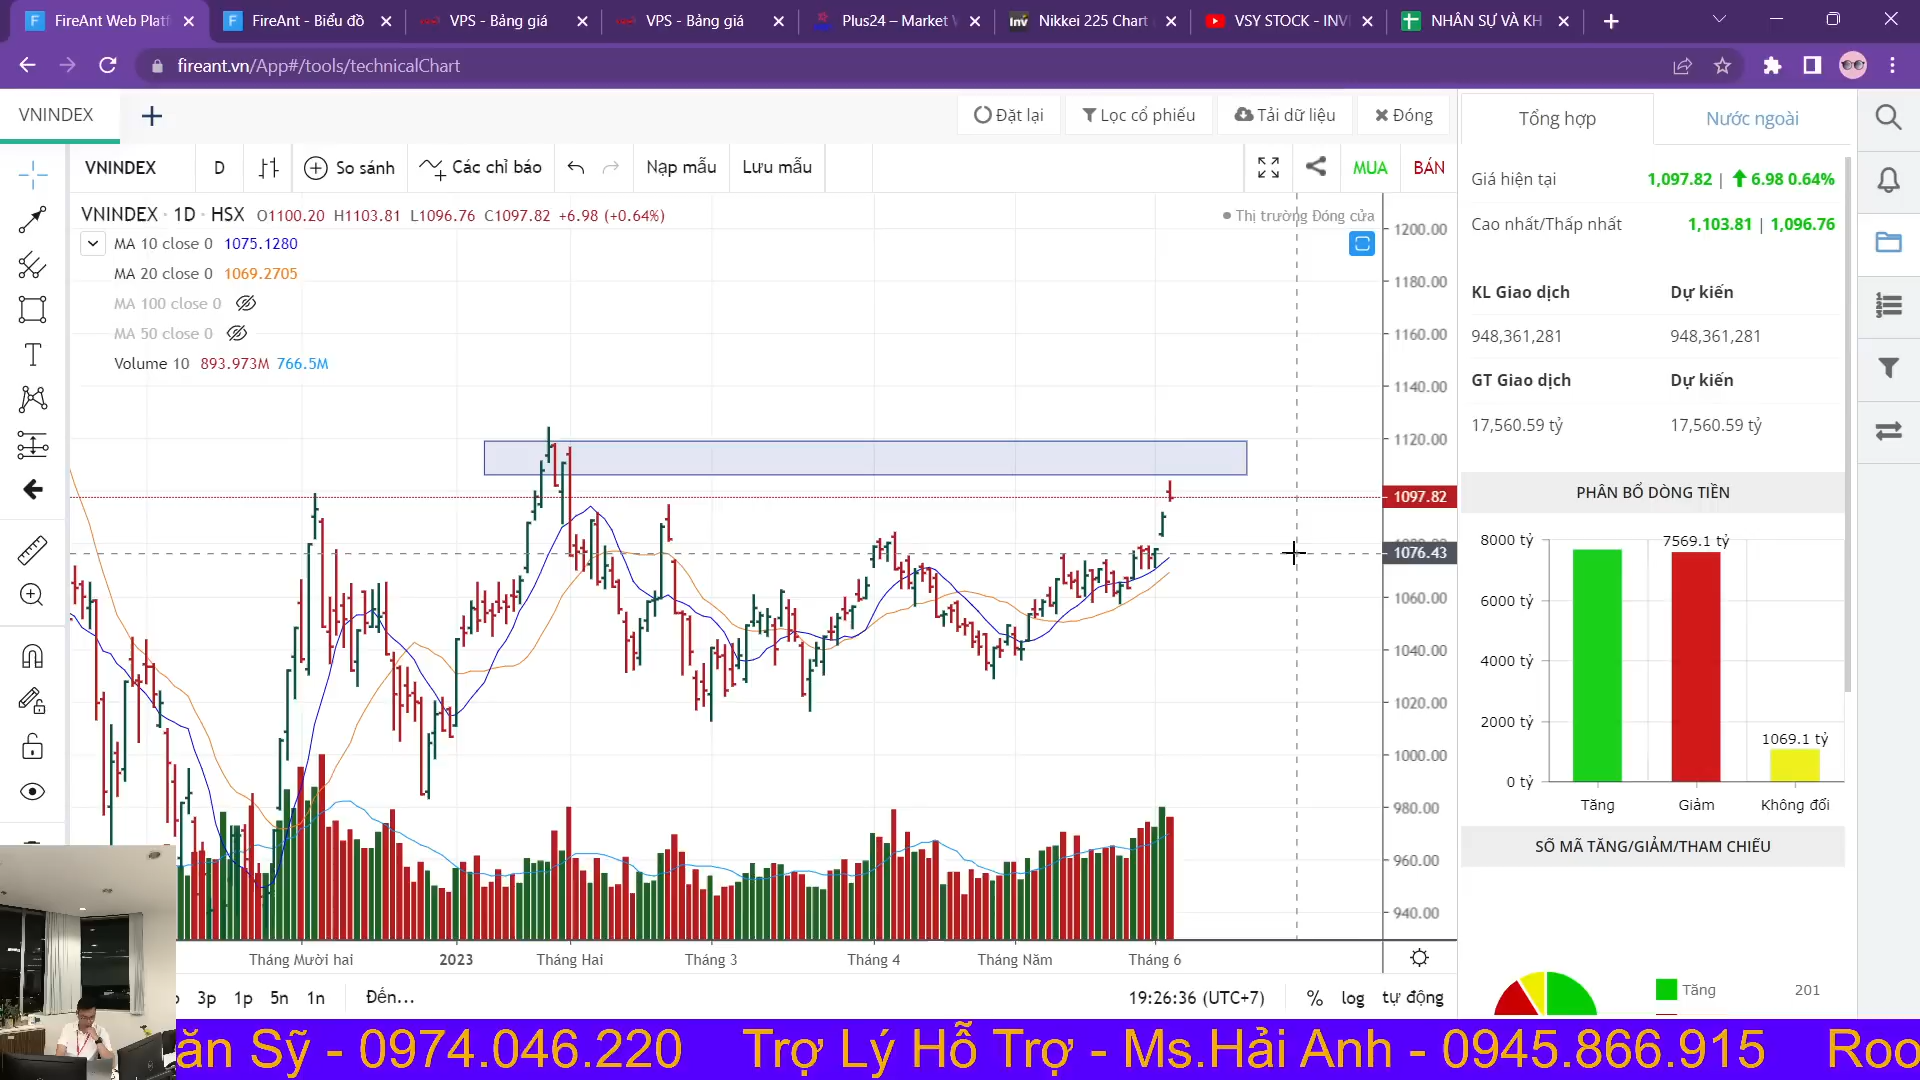 FireAnt Web Platf
FireAnt - Biểu đồ
VPS - Bảng giá
VPS - Bảng giá
Plus24 – Market
Nikkei 225 Chart
VSY STOCK - INV
NHÂN SỰ VÀ KH
fireant.vn/App#/tools/technicalChart
VNINDEX
Đặt lại
Lọc cổ phiếu
Tải dữ liệu
Đóng
Tổng hợp
Nước ngoài
VNINDEX
D
So sánh
Các chỉ báo
Nạp mẫu
Lưu mẫu
MUA
BÁN
VNINDEX · 1D · HSX O1100.20 H1103.81 L1096.76 C1097.82 +6.98 (+0.64%)
Thị trường Đóng cửa
MA 10 close 0 1075.1280
MA 20 close 0 1069.2705
MA 100 close 0
MA 50 close 0
Volume 10 893.973M 766.5M
1200.00
1180.00
1160.00
1140.00
1120.00
1097.82
1076.43
1060.00
1040.00
1020.00
1000.00
980.00
960.00
940.00
Tháng Mười hai
2023
Tháng Hai
Tháng 3
Tháng 4
Tháng Năm
Tháng 6
3p
1p
5n
1n
Đến...
19:26:36 (UTC+7)
%
log
tự động
Giá hiện tại 1,097.82 | 6.98 0.64%
Cao nhất/Thấp nhất 1,103.81 | 1,096.76
KL Giao dịch Dự kiến
948,361,281 948,361,281
GT Giao dịch Dự kiến
17,560.59 tỷ 17,560.59 tỷ
PHÂN BỔ DÒNG TIỀN
8000 tỷ
7569.1 tỷ
6000 tỷ
4000 tỷ
2000 tỷ
1069.1 tỷ
0 tỷ
Tăng
Giảm
Không đổi
SỐ MÃ TĂNG/GIẢM/THAM CHIẾU
Tăng 201
ăn Sỹ - 0974.046.220 Trợ Lý Hỗ Trợ - Ms.Hải Anh - 0945.866.915 Roo